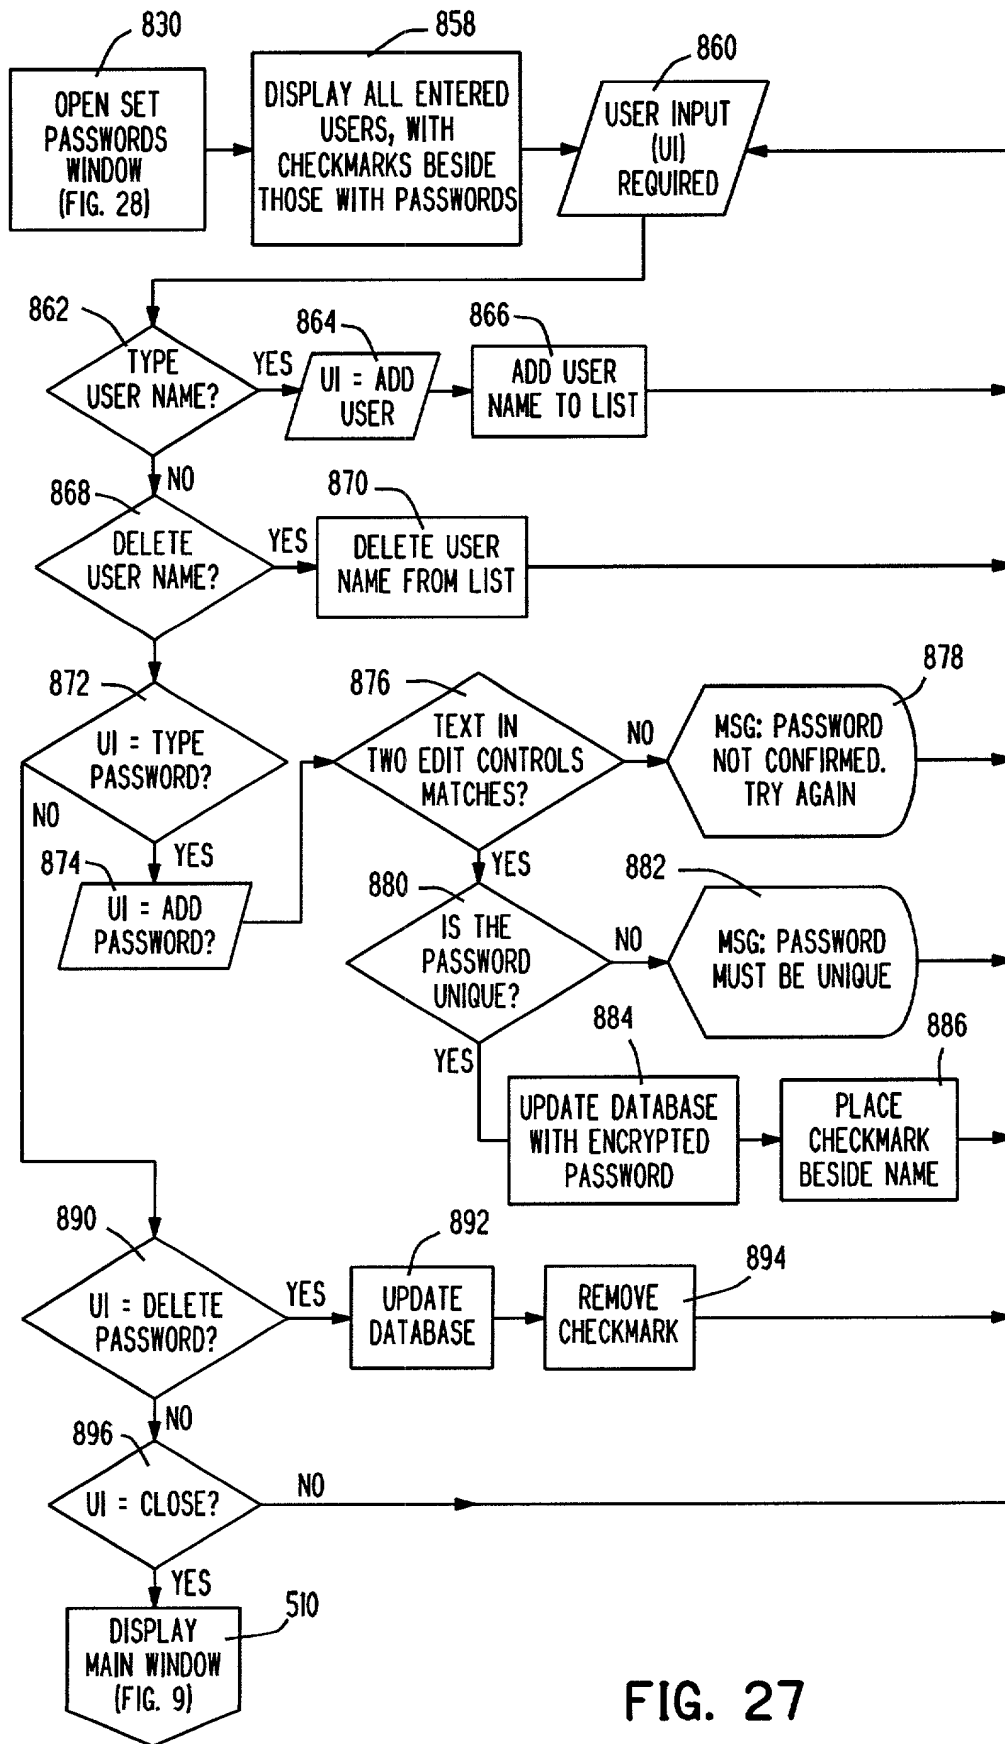 830
858
860
OPEN SET
PASSWORDS
WINDOW
(FIG. 28)
DISPLAY ALL ENTERED
USERS, WITH
CHECKMARKS BESIDE
THOSE WITH PASSWORDS
USER INPUT
(UI)
REQUIRED
862
TYPE
USER NAME?
YES
864
UI = ADD
USER
866
ADD USER
NAME TO LIST
NO
868
DELETE
USER NAME?
YES
870
DELETE USER
NAME FROM LIST
872
UI = TYPE
PASSWORD?
NO
YES
874
UI = ADD
PASSWORD?
876
TEXT IN
TWO EDIT CONTROLS
MATCHES?
NO
878
MSG: PASSWORD
NOT CONFIRMED.
TRY AGAIN
YES
880
IS THE
PASSWORD
UNIQUE?
NO
882
MSG: PASSWORD
MUST BE UNIQUE
YES
884
UPDATE DATABASE
WITH ENCRYPTED
PASSWORD
886
PLACE
CHECKMARK
BESIDE NAME
890
UI = DELETE
PASSWORD?
YES
892
UPDATE
DATABASE
894
REMOVE
CHECKMARK
NO
896
UI = CLOSE?
NO
YES
510
DISPLAY
MAIN WINDOW
(FIG. 9)
FIG. 27